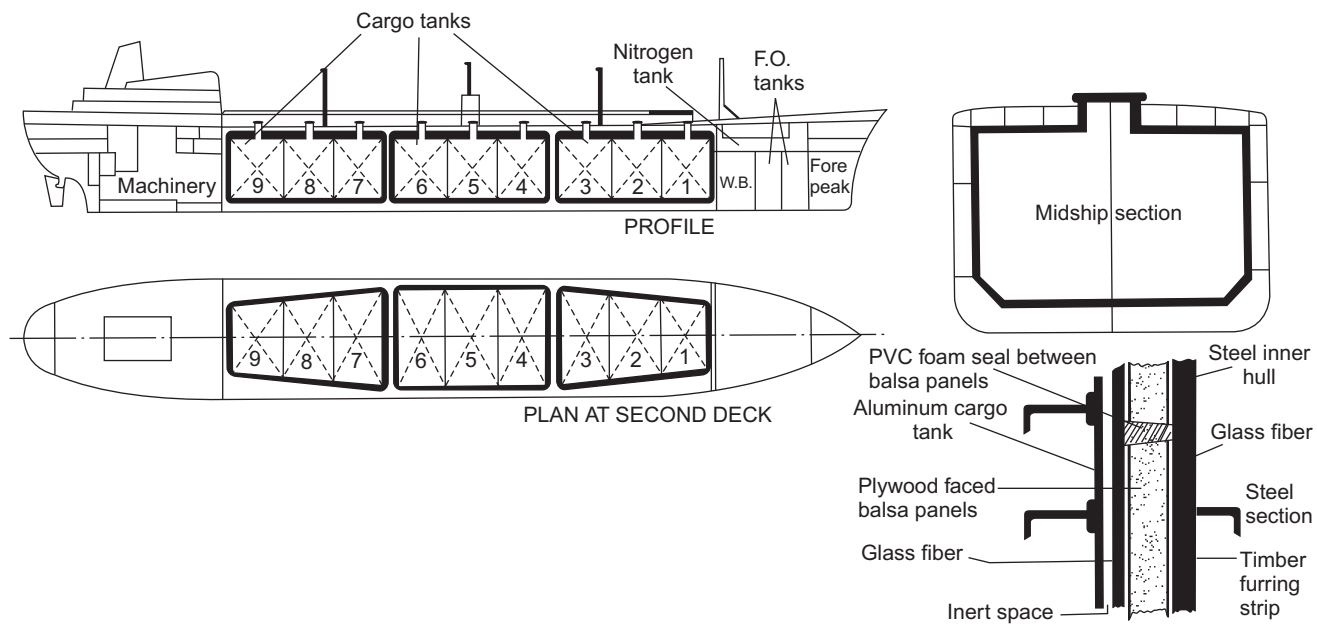 Cargo tanks
Nitrogen
tank
F.O.
tanks
Machinery
9 8 7 6 5 4 3 2 1
W.B.
Fore
peak
PROFILE
9 8 7 6 5 4 3 2 1
PLAN AT SECOND DECK
Midship section
PVC foam seal between
balsa panels
Aluminum cargo
tank
Plywood faced
balsa panels
Glass fiber
Inert space
Steel inner
hull
Glass fiber
Steel
section
Timber
furring
strip